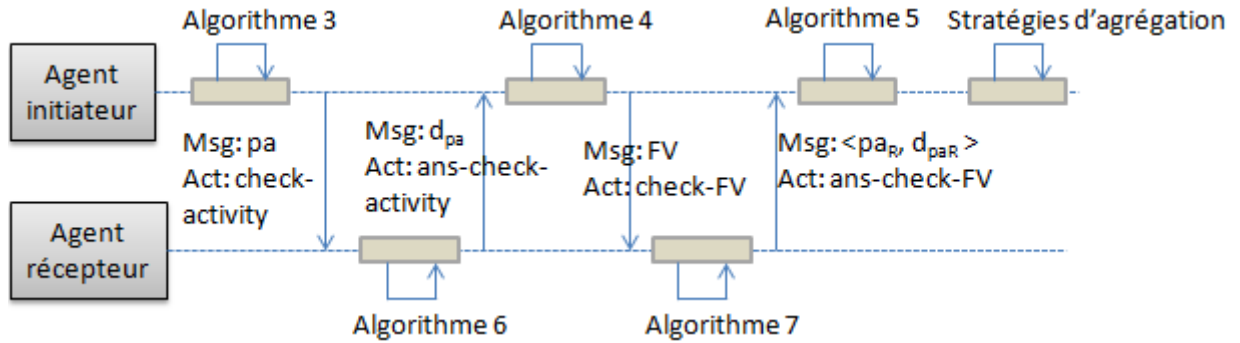 Algorithme 3
Algorithme 4
Algorithme 5
Stratégies d'agrégation
Agent
initiateur
Msg: pa
Act: check-
activity
Msg: dpa
Act: ans-check-
activity
Msg: FV
Act: check-FV
Msg: <paR, dpaR >
Act: ans-check-FV
Agent
récepteur
Algorithme 6
Algorithme 7